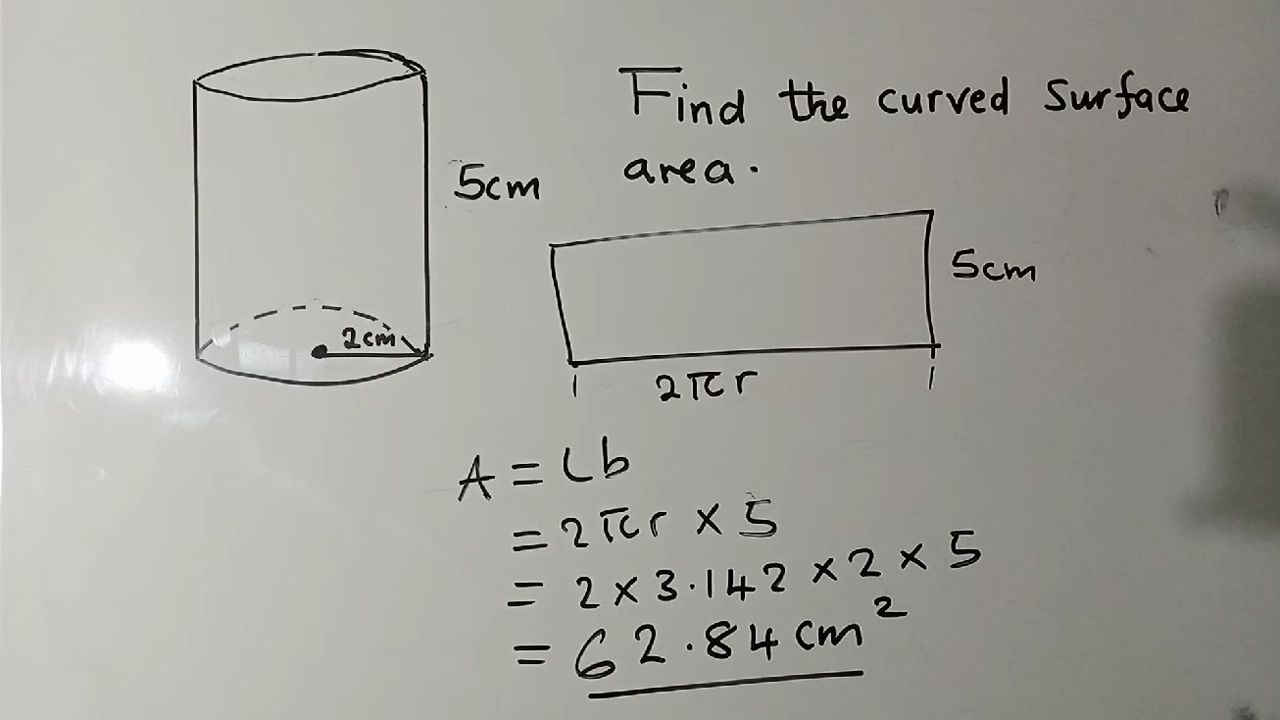 Find the curved surface
area.
5cm
2cm
5cm
2πr
A = Lb
= 2πr × 5
= 2 × 3.142 × 2 × 5
= 62.84 cm²